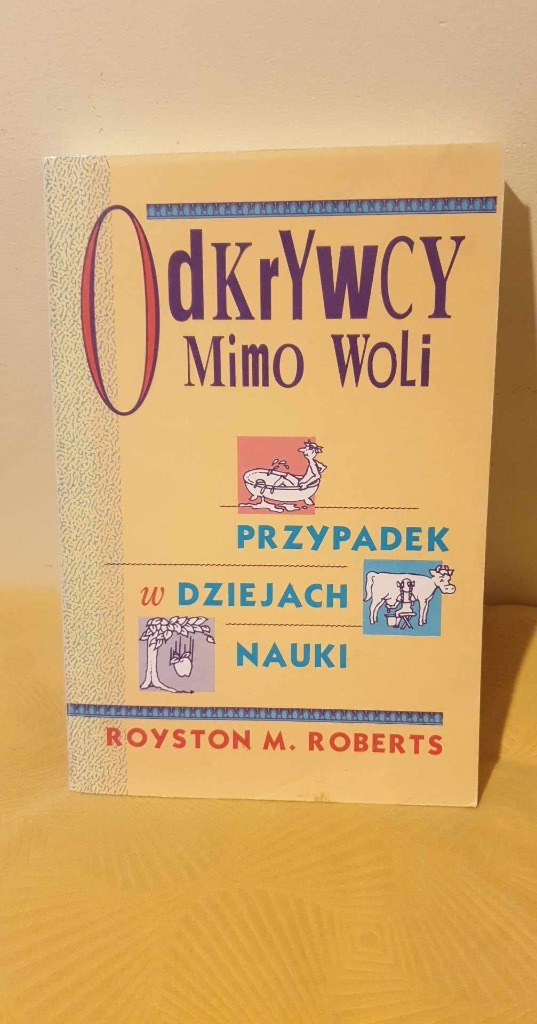 Odkrywcy
Mimo Woli
PRZYPADEK
w DZIEJACH
NAUKI
ROYSTON M. ROBERTS